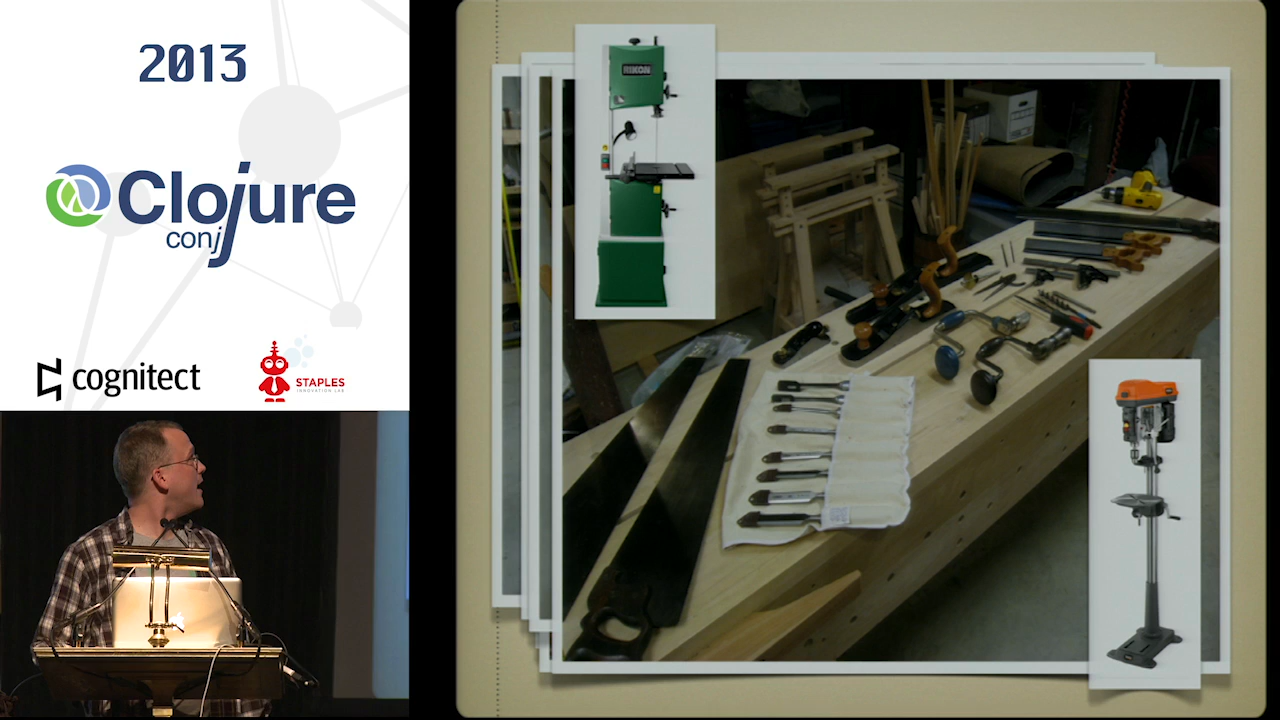 2013
Clojure
conj
cognitect
STAPLES
INNOVATION LAB
RIKON